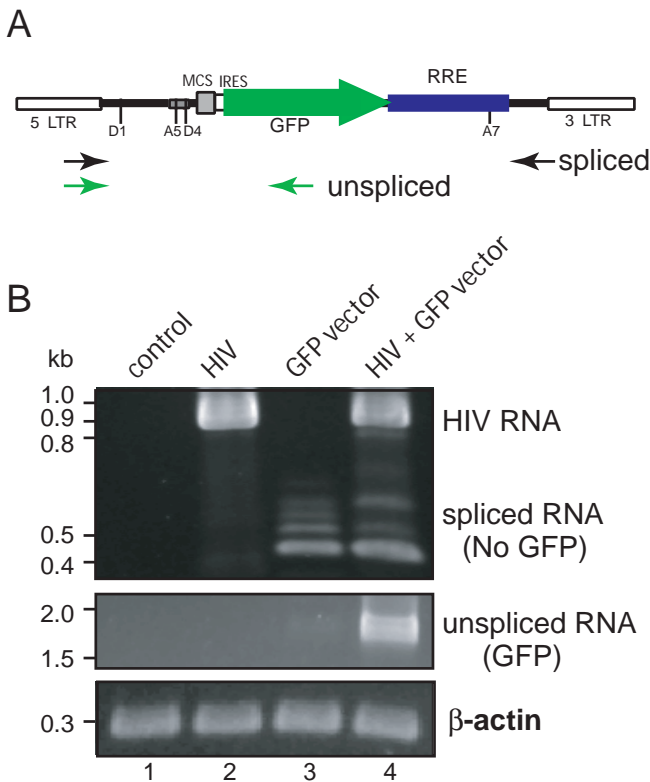 A
MCS IRES
RRE
5 LTR
D1
A5 D4
GFP
A7
3 LTR
spliced
unspliced
B
kb
control
HIV
GFP vector
HIV + GFP vector
1.0
0.9
0.8
HIV RNA
0.5
0.4
spliced RNA
(No GFP)
2.0
1.5
unspliced RNA
(GFP)
0.3
β-actin
1 2 3 4